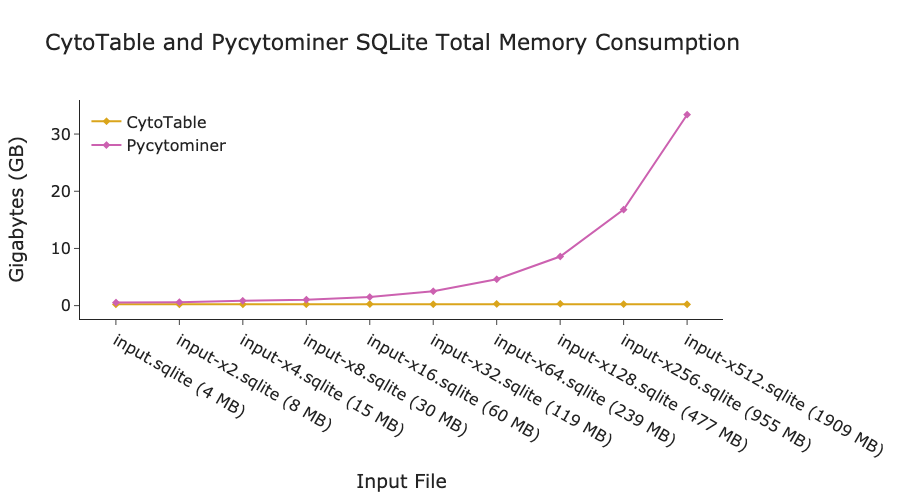 CytoTable and Pycytominer SQLite Total Memory Consumption
CytoTable
Pycytominer
Gigabytes (GB)
30
20
10
0
input.sqlite (4 MB)
input-x2.sqlite (8 MB)
input-x4.sqlite (15 MB)
input-x8.sqlite (30 MB)
input-x16.sqlite (60 MB)
input-x32.sqlite (119 MB)
input-x64.sqlite (239 MB)
input-x128.sqlite (477 MB)
input-x256.sqlite (955 MB)
input-x512.sqlite (1909 MB)
Input File